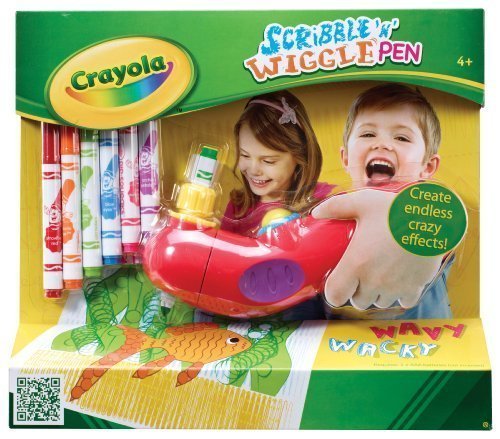 Crayola
SCRIBBLE 'N'
WIGGLE PEN
4+
Create
endless
crazy
effects!
WAVY
WACKY